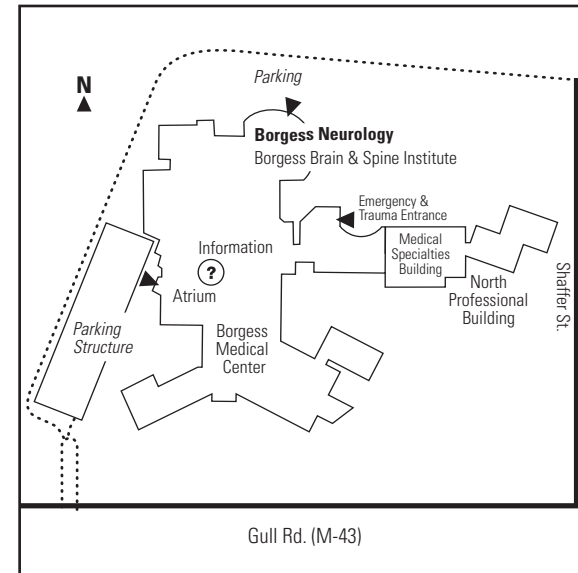 Parking
N
Borgess Neurology
Borgess Brain & Spine Institute
Emergency &
Trauma Entrance
Medical
Specialties
Building
Information
?
Atrium
North
Professional
Building
Shaffer St.
Parking
Structure
Borgess
Medical
Center
Gull Rd. (M-43)